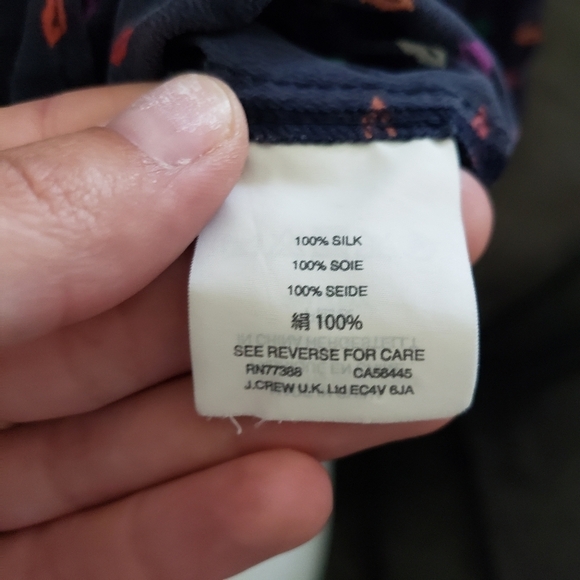 100% SILK
100% SOIE
100% SEIDE
絹 100%
SEE REVERSE FOR CARE
RN77388 CA58445
J.CREW U.K. Ltd EC4V 6JA